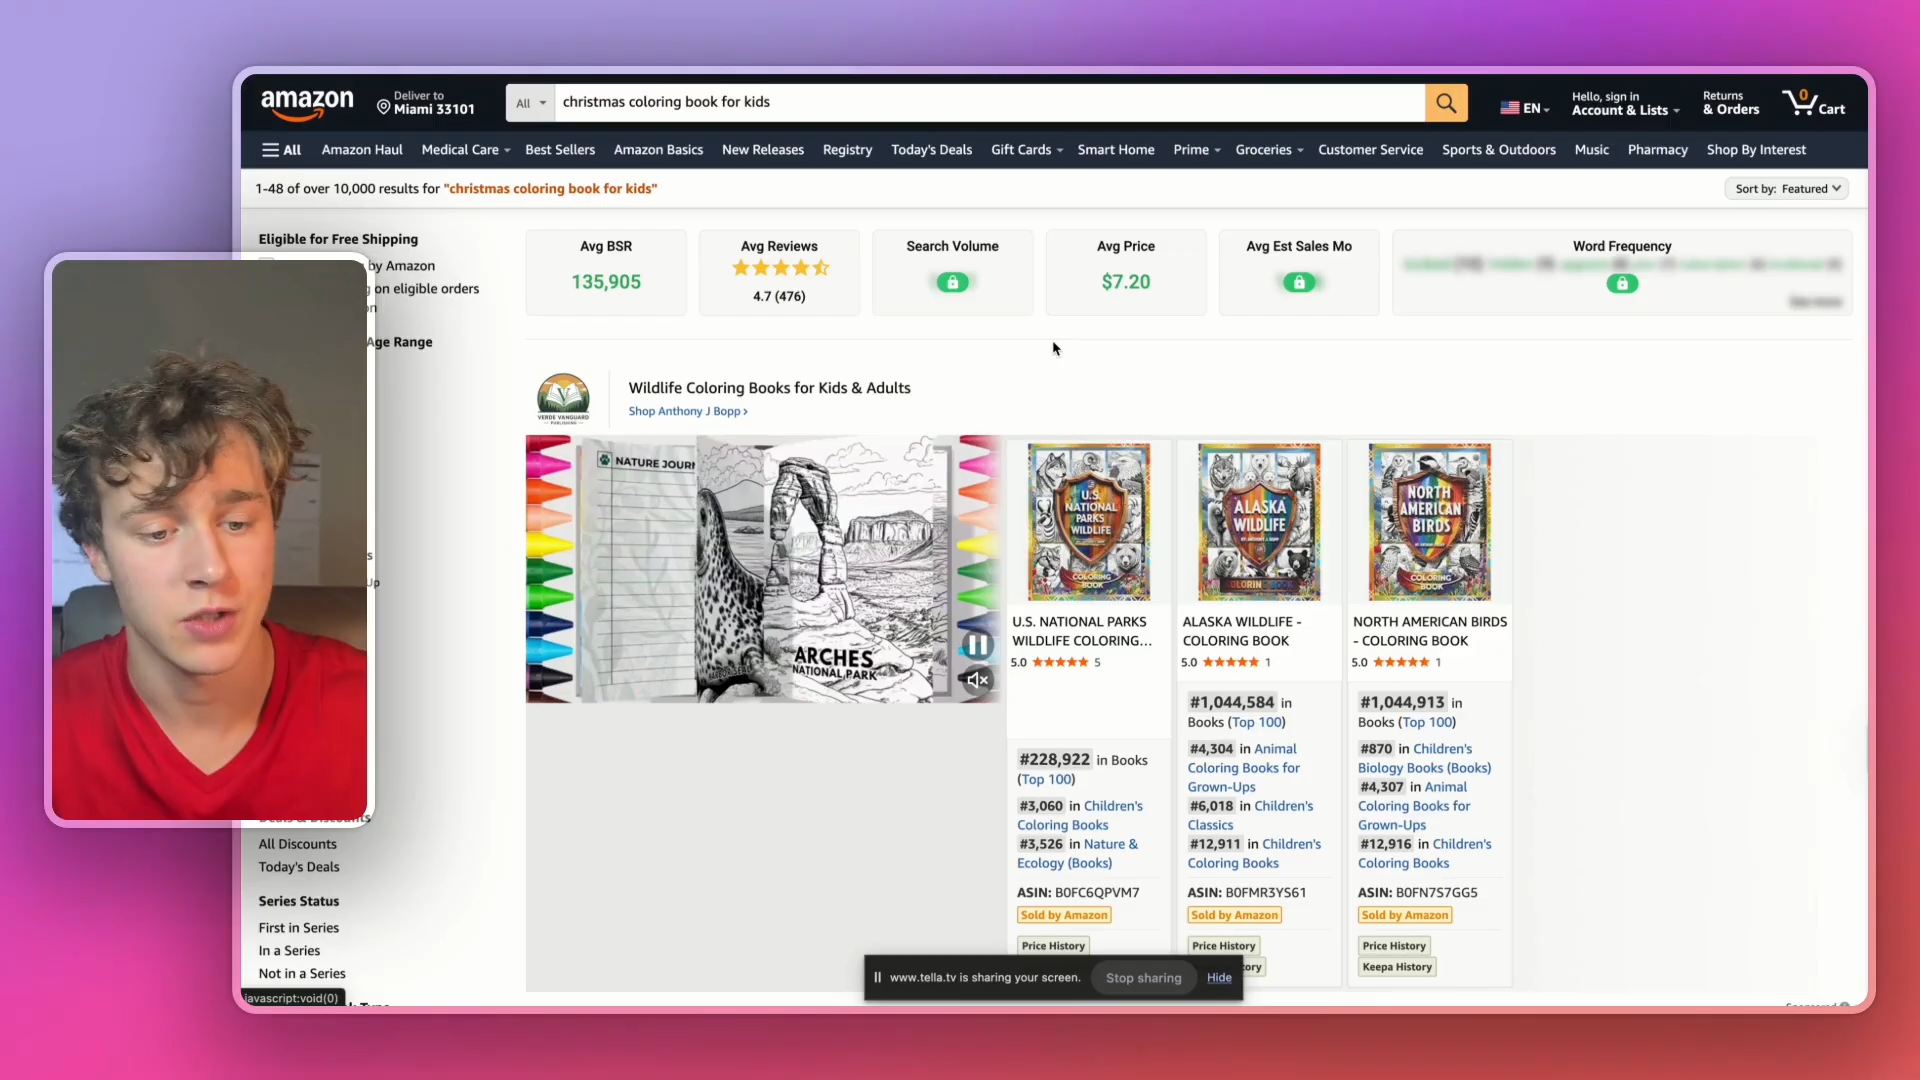 amazon
Deliver to
Miami 33101
All
christmas coloring book for kids
EN
Hello, sign in
Account & Lists
Returns
& Orders
0
Cart
All
Amazon Haul
Medical Care
Best Sellers
Amazon Basics
New Releases
Registry
Today's Deals
Gift Cards
Smart Home
Prime
Groceries
Customer Service
Sports & Outdoors
Music
Pharmacy
Shop By Interest
1-48 of over 10,000 results for "christmas coloring book for kids"
Sort by: Featured
Eligible for Free Shipping
by Amazon
on eligible orders
Age Range
Up
All Discounts
Today's Deals
Series Status
First in Series
In a Series
Not in a Series
javascript:void(0)
Avg BSR
135,905
Avg Reviews
4.7 (476)
Search Volume
Avg Price
$7.20
Avg Est Sales Mo
Word Frequency
See more
VERDE VANGUARD
PUBLISHING
Wildlife Coloring Books for Kids & Adults
Shop Anthony J Bopp ›
NATURE JOUR
ARCHES
NATIONAL PARK
U.S.
NATIONAL
PARKS
WILDLIFE
COLORING
BOOK
ALASKA
WILDLIFE
BY: ANTHONY J. BOPP
COLORING BOOK
NORTH
AMERICAN
BIRDS
COLORING
BOOK
U.S. NATIONAL PARKS
WILDLIFE COLORING...
5.0 5
#228,922 in Books
(Top 100)
#3,060 in Children's
Coloring Books
#3,526 in Nature &
Ecology (Books)
ASIN: B0FC6QPVM7
Sold by Amazon
Price History
ALASKA WILDLIFE -
COLORING BOOK
5.0 1
#1,044,584 in
Books (Top 100)
#4,304 in Animal
Coloring Books for
Grown-Ups
#6,018 in Children's
Classics
#12,911 in Children's
Coloring Books
ASIN: B0FMR3YS61
Sold by Amazon
Price History
tory
NORTH AMERICAN BIRDS
- COLORING BOOK
5.0 1
#1,044,913 in
Books (Top 100)
#870 in Children's
Biology Books (Books)
#4,307 in Animal
Coloring Books for
Grown-Ups
#12,916 in Children's
Coloring Books
ASIN: B0FN7S7GG5
Sold by Amazon
Price History
Keepa History
www.tella.tv is sharing your screen.
Stop sharing
Hide